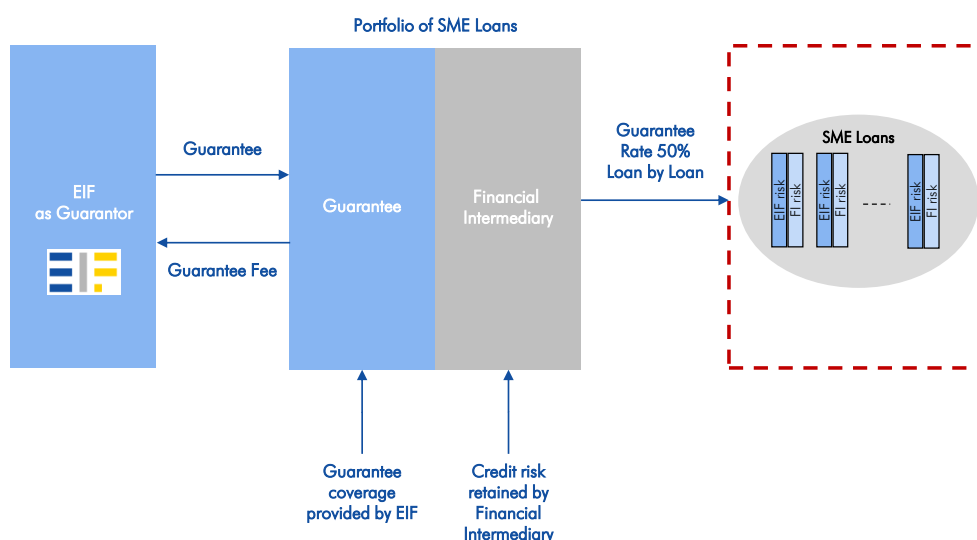 Portfolio of SME Loans
EIF
as Guarantor
Guarantee
Guarantee Fee
Guarantee
Financial
Intermediary
Guarantee
Rate 50%
Loan by Loan
SME Loans
EIF risk
FI risk
EIF risk
FI risk
EIF risk
FI risk
Guarantee
coverage
provided by EIF
Credit risk
retained by
Financial
Intermediary